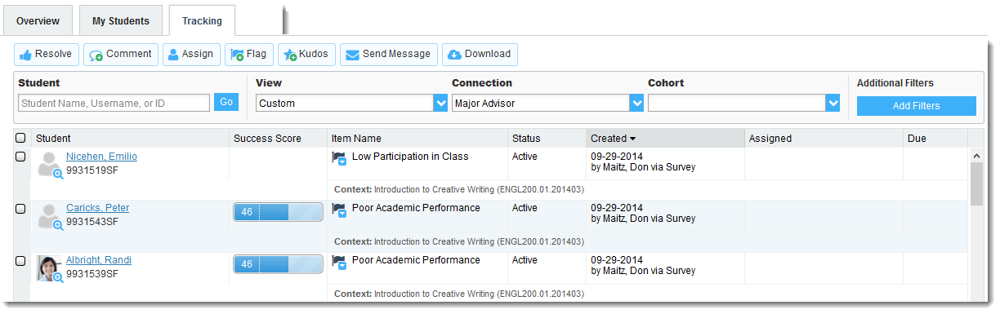 Overview My Students Tracking
Resolve Comment Assign Flag Kudos Send Message Download
Student View Connection Cohort Additional Filters
Student Name, Username, or ID Go Custom Major Advisor Add Filters
Student Success Score Item Name Status Created Assigned Due
Nicehen, Emilio Low Participation in Class Active 09-29-2014
9931519SF by Maitz, Don via Survey
Context: Introduction to Creative Writing (ENGL200.01.201403)
Caricks, Peter 46 Poor Academic Performance Active 09-29-2014
9931543SF by Maitz, Don via Survey
Context: Introduction to Creative Writing (ENGL200.01.201403)
Albright, Randi 46 Poor Academic Performance Active 09-29-2014
9931539SF by Maitz, Don via Survey
Context: Introduction to Creative Writing (ENGL200.01.201403)